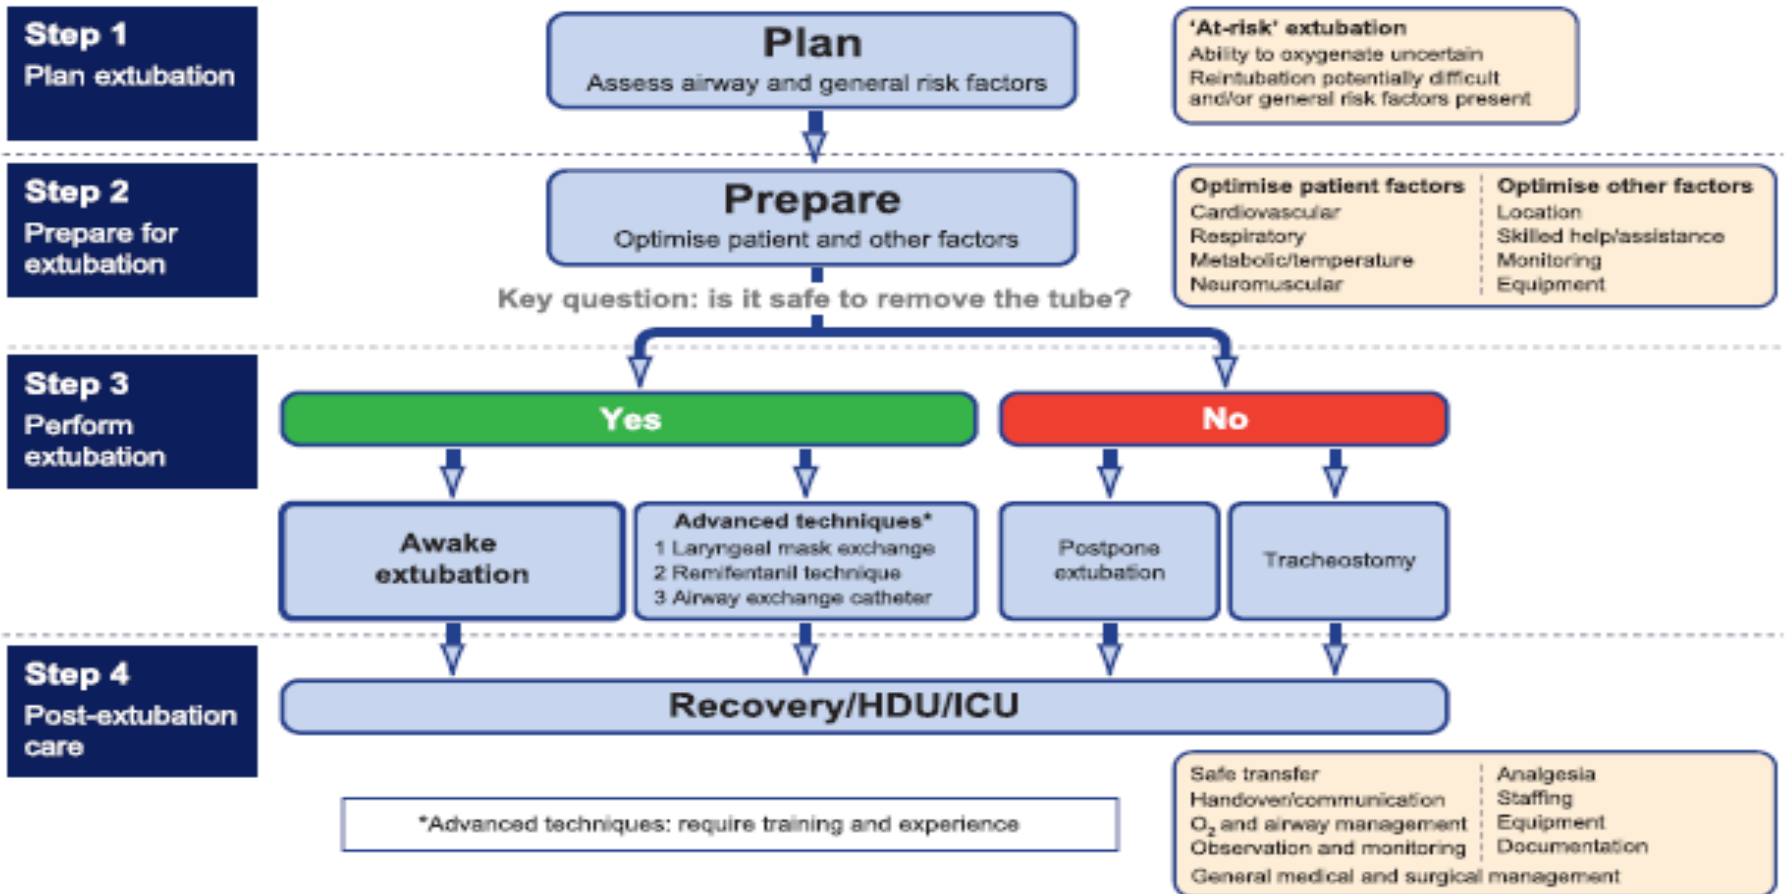 Step 1
Plan extubation
Plan
Assess airway and general risk factors
'At-risk' extubation
Ability to oxygenate uncertain
Reintubation potentially difficult
and/or general risk factors present
Step 2
Prepare for
extubation
Prepare
Optimise patient and other factors
Optimise patient factors
Cardiovascular
Respiratory
Metabolic/temperature
Neuromuscular
Optimise other factors
Location
Skilled help/assistance
Monitoring
Equipment
Key question: is it safe to remove the tube?
Step 3
Perform
extubation
Yes
No
Awake
extubation
Advanced techniques*
1 Laryngeal mask exchange
2 Remifentanil technique
3 Airway exchange catheter
Postpone
extubation
Tracheostomy
Step 4
Post-extubation
care
Recovery/HDU/ICU
*Advanced techniques: require training and experience
Safe transfer
Handover/communication
O₂ and airway management
Observation and monitoring
Analgesia
Staffing
Equipment
Documentation
General medical and surgical management